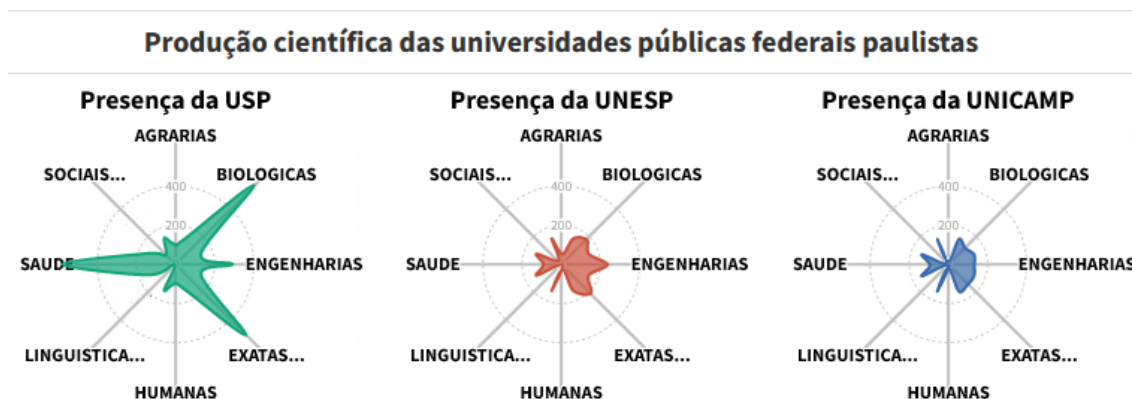 Produção científica das universidades públicas federais paulistas
Presença da USP
AGRARIAS
SOCIAIS...
BIOLOGICAS
400
200
SAUDE
ENGENHARIAS
LINGUISTICA...
EXATAS...
HUMANAS
Presença da UNESP
AGRARIAS
SOCIAIS...
BIOLOGICAS
400
200
SAUDE
ENGENHARIAS
LINGUISTICA...
EXATAS...
HUMANAS
Presença da UNICAMP
AGRARIAS
SOCIAIS...
BIOLOGICAS
400
200
SAUDE
ENGENHARIAS
LINGUISTICA...
EXATAS...
HUMANAS